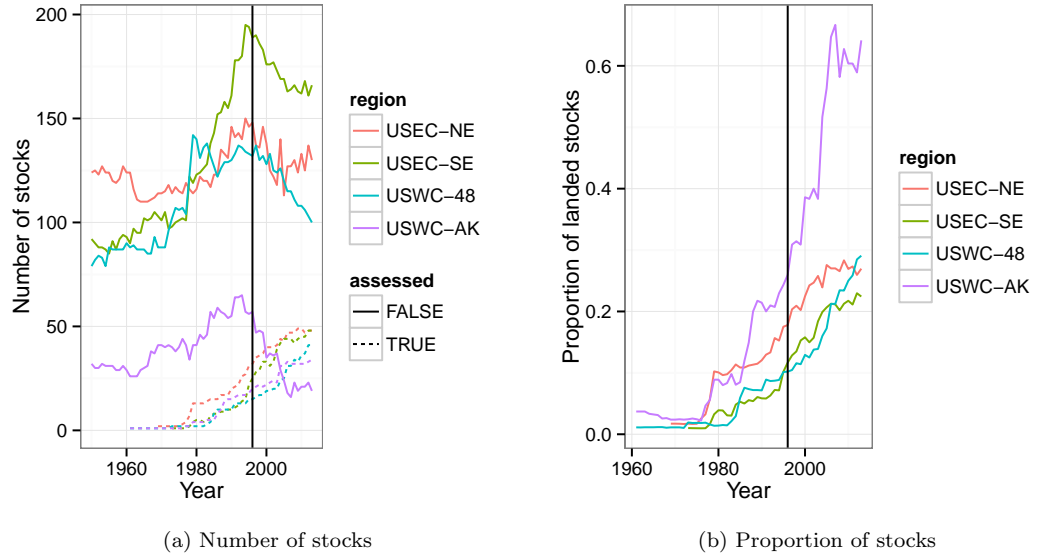 200
150
100
50
0
Number of stocks
1960
1980
2000
Year
region
USEC−NE
USEC−SE
USWC−48
USWC−AK
assessed
FALSE
TRUE
(a) Number of stocks
0.6
0.4
0.2
0.0
Proportion of landed stocks
1960
1980
2000
Year
region
USEC−NE
USEC−SE
USWC−48
USWC−AK
(b) Proportion of stocks